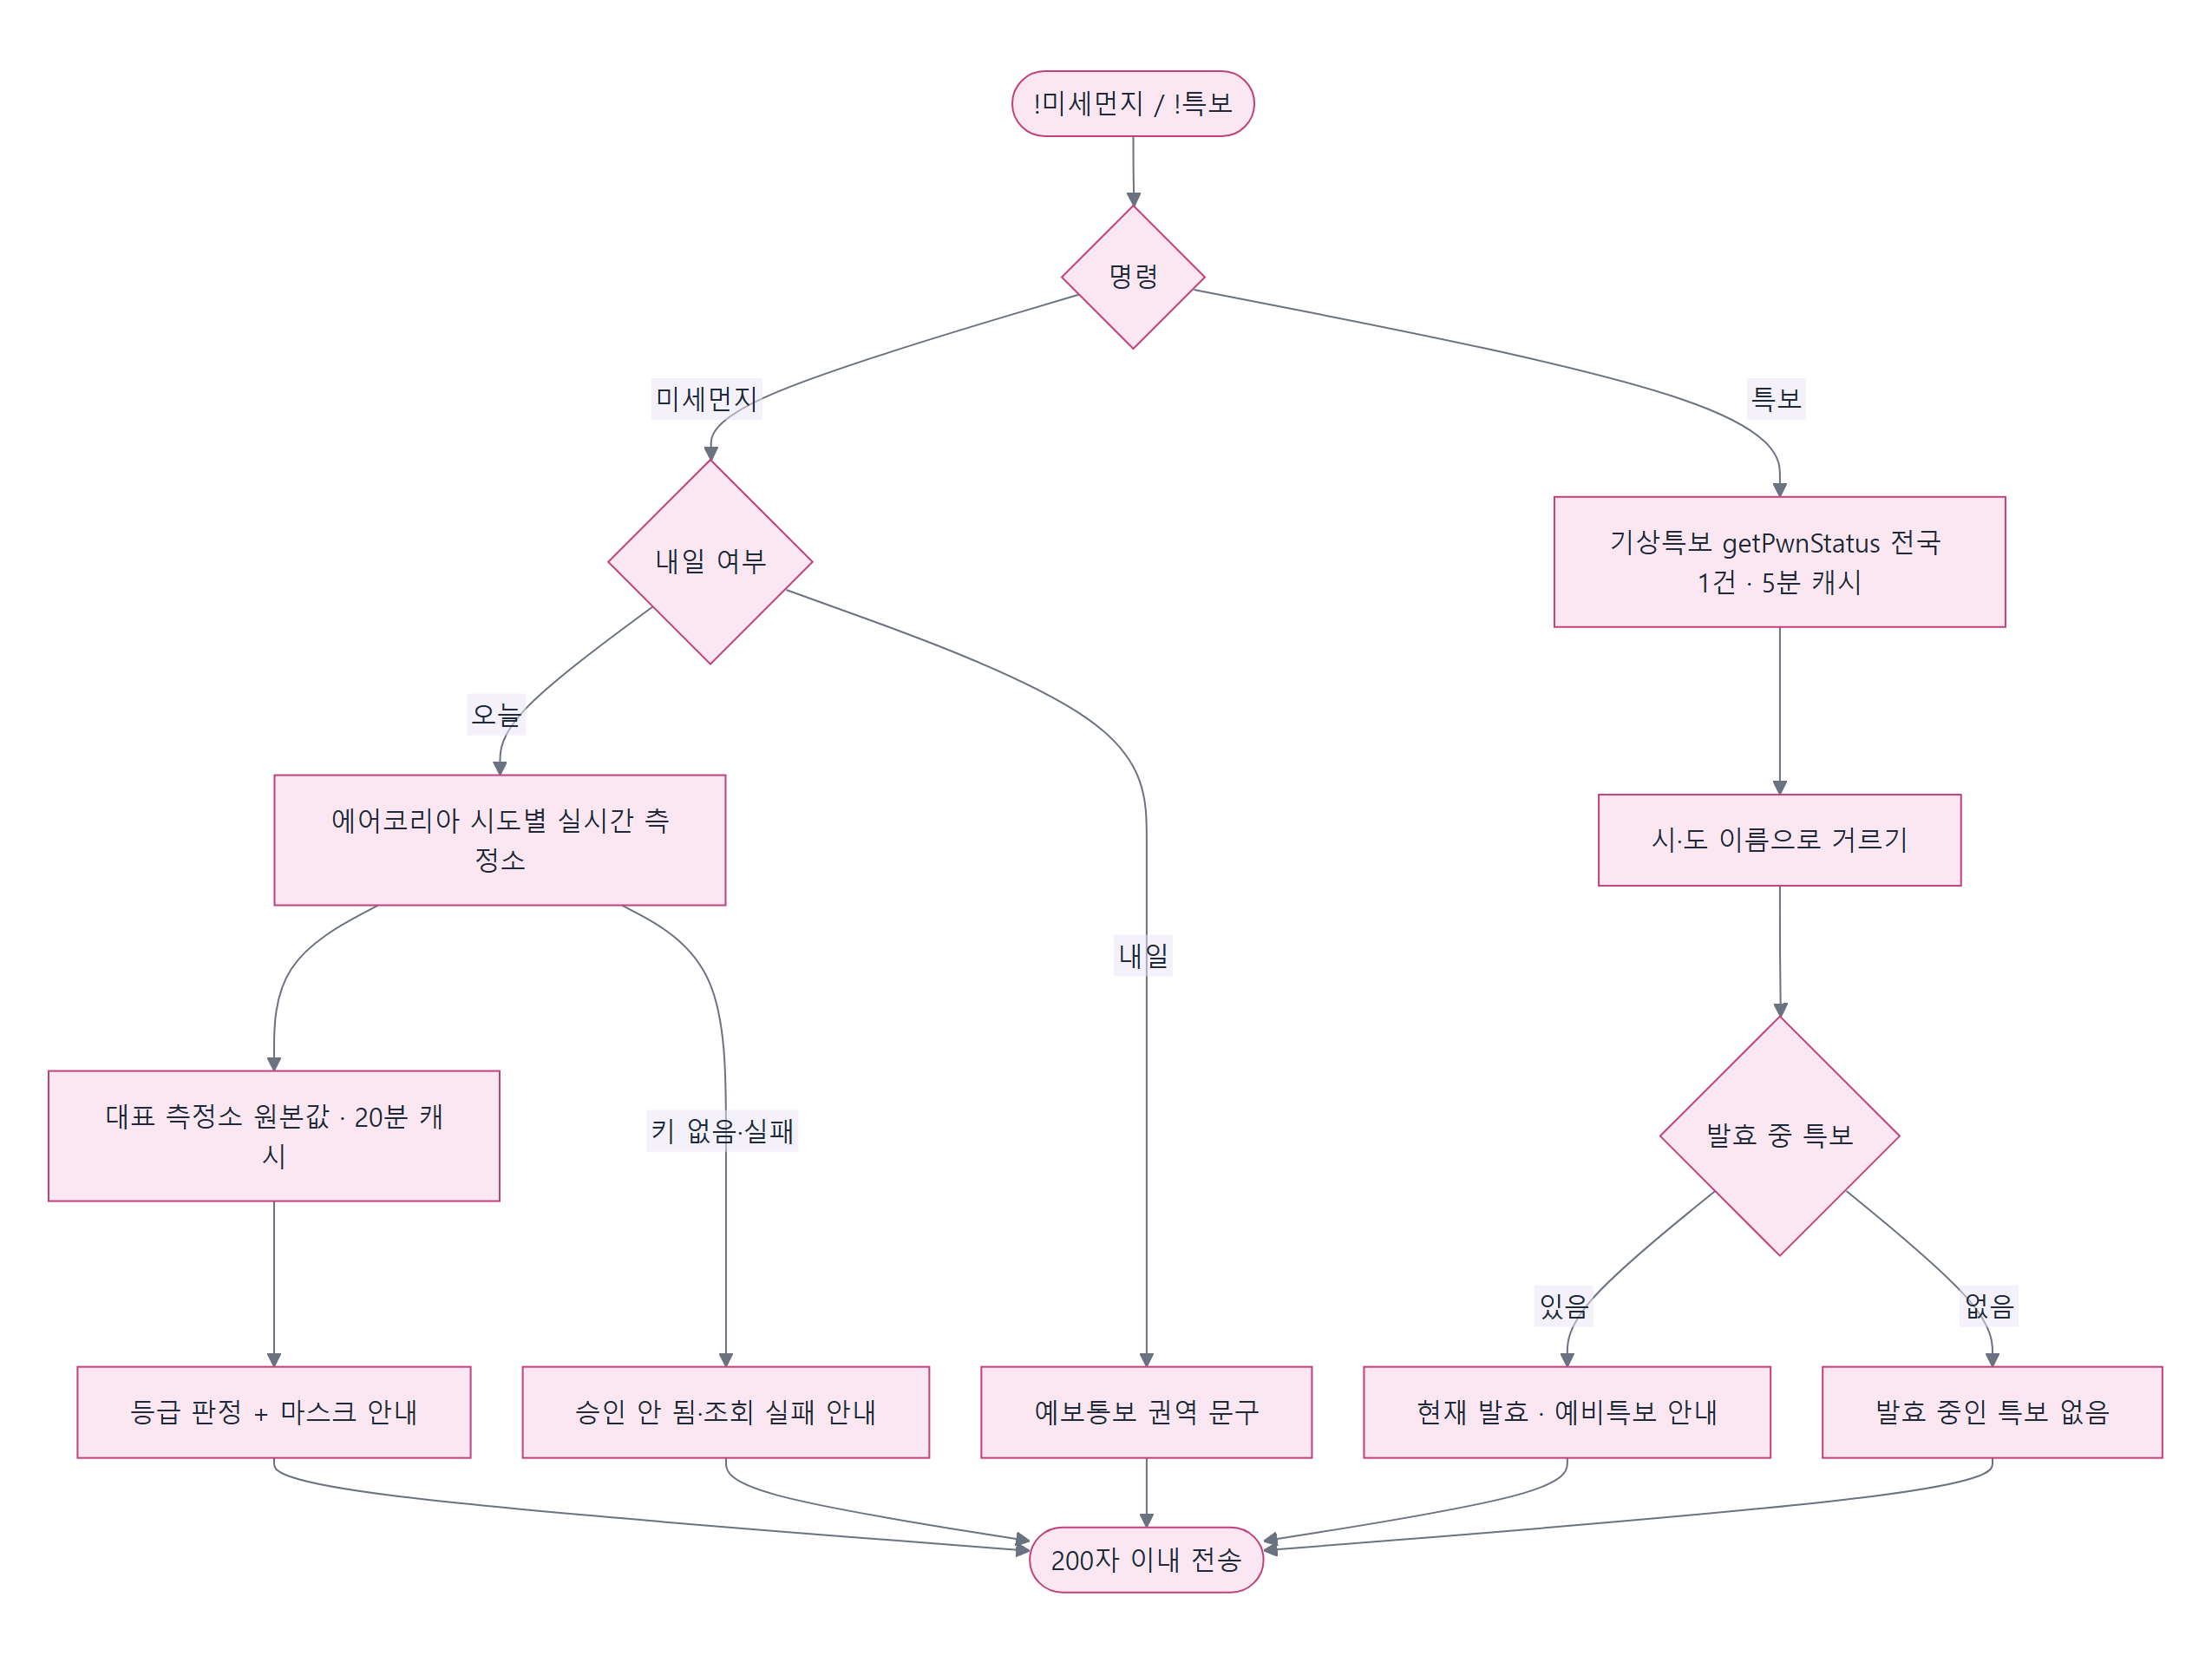 !미세먼지 / !특보
명령
미세먼지
특보
내일 여부
기상특보 getPwnStatus 전국
1건 · 5분 캐시
오늘
에어코리아 시도별 실시간 측
정소
시·도 이름으로 거르기
내일
대표 측정소 원본값 · 20분 캐
시
키 없음·실패
발효 중 특보
있음
없음
등급 판정 + 마스크 안내
승인 안 됨·조회 실패 안내
예보통보 권역 문구
현재 발효 · 예비특보 안내
발효 중인 특보 없음
200자 이내 전송